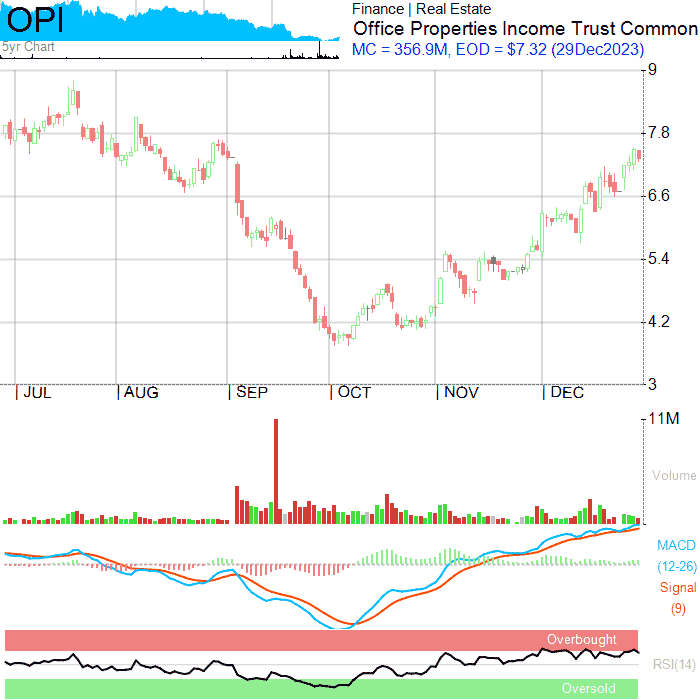 OPI
5yr Chart
Finance | Real Estate
Office Properties Income Trust Common
MC = 356.9M, EOD = $7.32 (29Dec2023)
9
7.8
6.6
5.4
4.2
3
JUL AUG SEP OCT NOV DEC
11M
Volume
MACD
(12-26)
Signal
(9)
Overbought
RSI(14)
Oversold